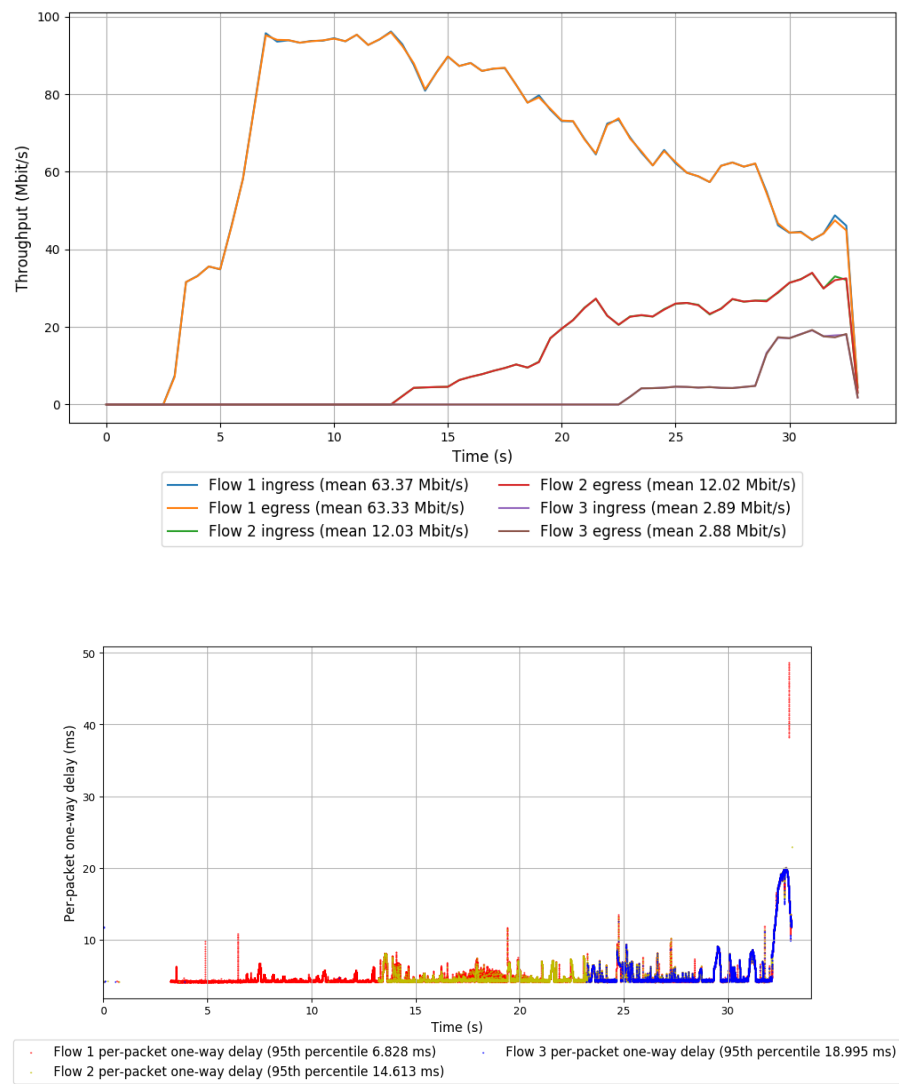 100
80
60
40
20
0
Throughput (Mbit/s)
0 5 10 15 20 25 30
Time (s)
Flow 1 ingress (mean 63.37 Mbit/s)
Flow 1 egress (mean 63.33 Mbit/s)
Flow 2 ingress (mean 12.03 Mbit/s)
Flow 2 egress (mean 12.02 Mbit/s)
Flow 3 ingress (mean 2.89 Mbit/s)
Flow 3 egress (mean 2.88 Mbit/s)
50
40
30
20
10
Per-packet one-way delay (ms)
0 5 10 15 20 25 30
Time (s)
Flow 1 per-packet one-way delay (95th percentile 6.828 ms)
Flow 2 per-packet one-way delay (95th percentile 14.613 ms)
Flow 3 per-packet one-way delay (95th percentile 18.995 ms)